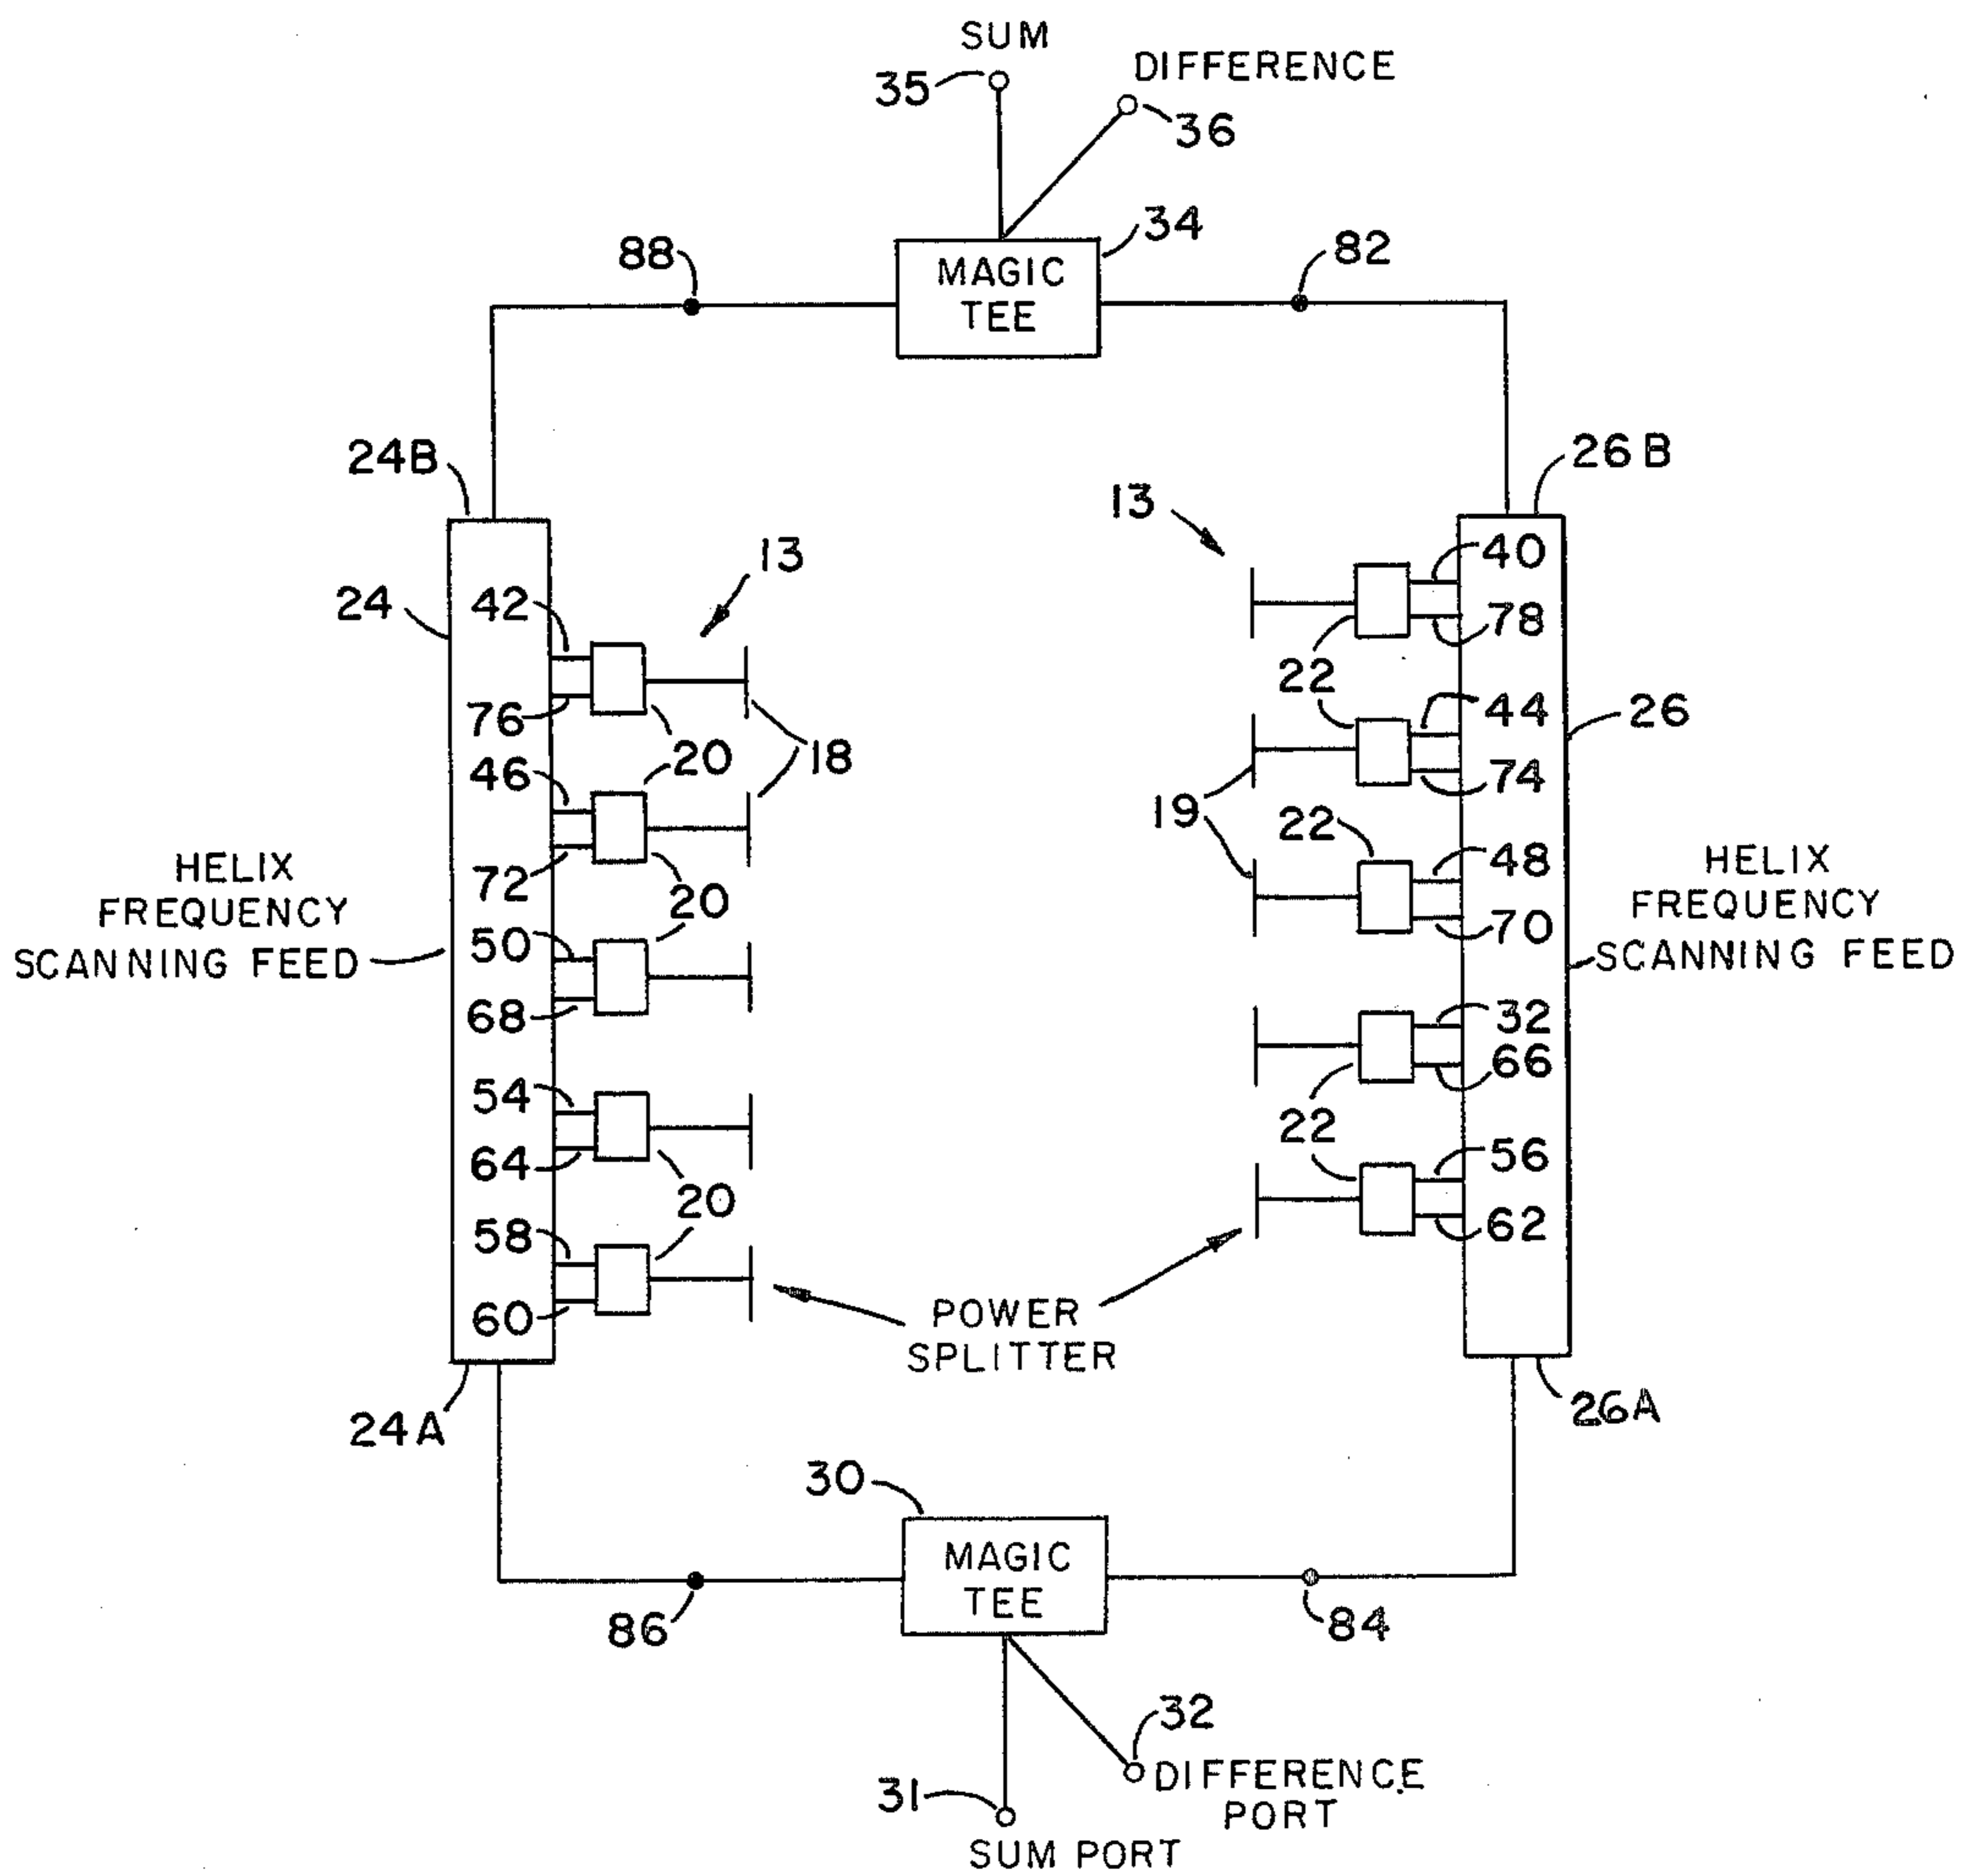 SUM
35
DIFFERENCE
36
34
MAGIC
TEE
88
82
24B
26B
13
13
24
42
76
20
18
46
72
20
50
68
54
64
20
58
60
40
78
22
44
26
74
19
22
48
70
32
66
22
56
62
HELIX
FREQUENCY
SCANNING FEED
HELIX
FREQUENCY
SCANNING FEED
POWER
SPLITTER
24A
26A
30
MAGIC
TEE
86
84
32
DIFFERENCE
PORT
31
SUM PORT